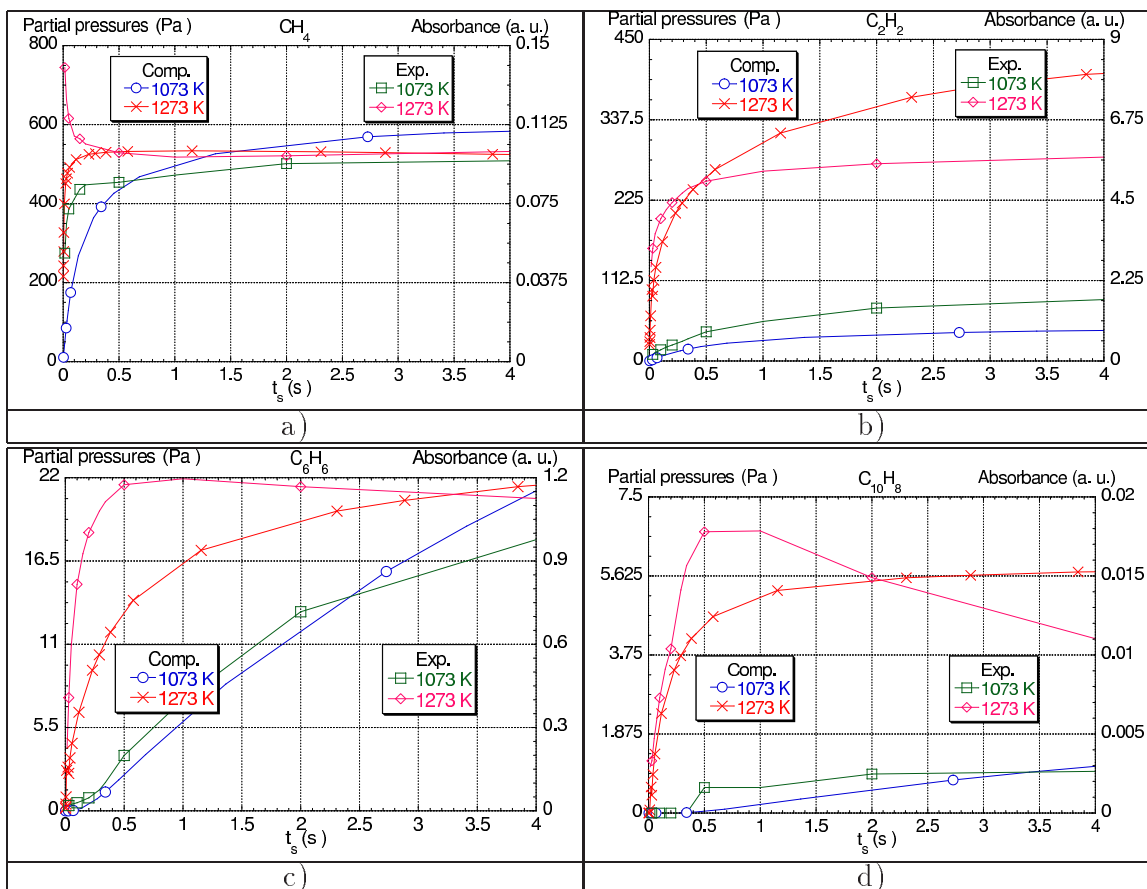 Partial pressures (Pa) CH4 Absorbance (a. u.)
800 0.15
Comp. Exp.
1073 K 1073 K
1273 K 1273 K
600 0.1125
400 0.075
200 0.0375
0 0
0 0.5 1 1.5 2 2.5 3 3.5 4
ts(s)
a)
Partial pressures (Pa) C2H2 Absorbance (a. u.)
450 9
Comp. Exp.
1073 K 1073 K
1273 K 1273 K
337.5 6.75
225 4.5
112.5 2.25
0 0
0 0.5 1 1.5 2 2.5 3 3.5 4
ts(s)
b)
Partial pressures (Pa) C6H6 Absorbance (a. u.)
22 1.2
16.5 0.9
11 0.6
Comp. Exp.
1073 K 1073 K
1273 K 1273 K
5.5 0.3
0 0
0 0.5 1 1.5 2 2.5 3 3.5 4
ts(s)
c)
Partial pressures (Pa) C10H8 Absorbance (a. u.)
7.5 0.02
5.625 0.015
3.75 0.01
Comp. Exp.
1073 K 1073 K
1273 K 1273 K
1.875 0.005
0 0
0 0.5 1 1.5 2 2.5 3 3.5 4
ts(s)
d)